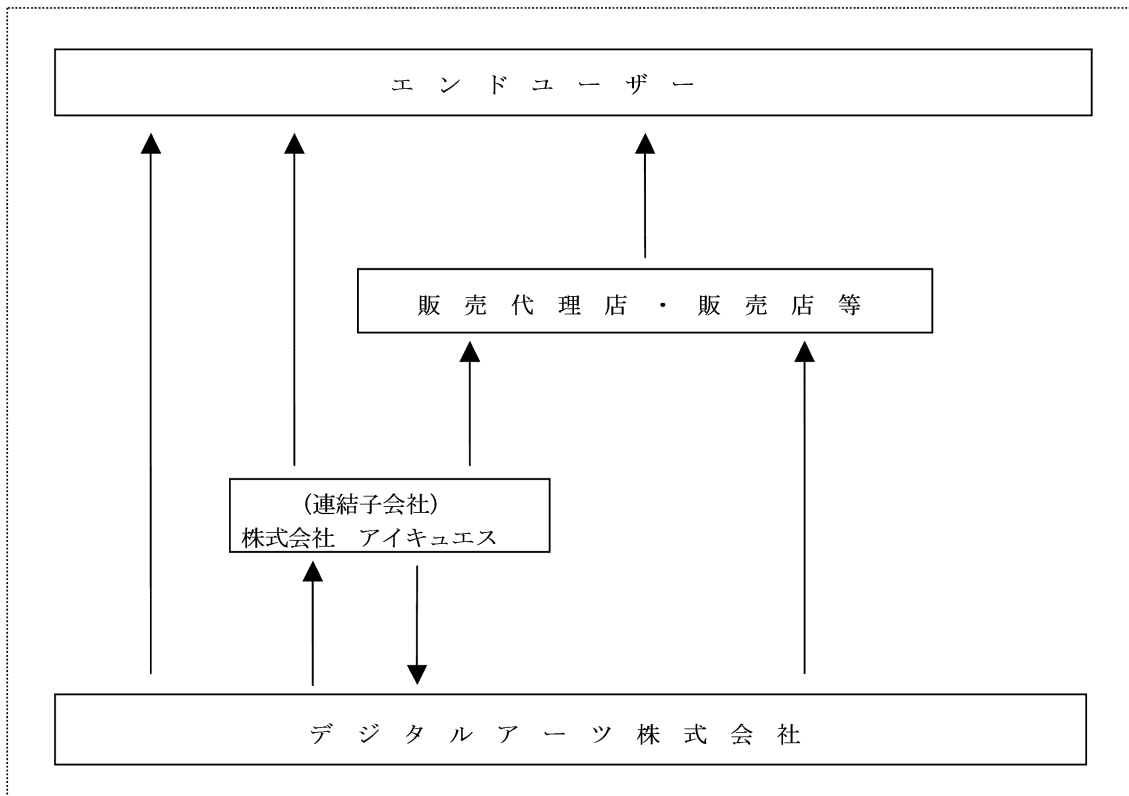 エンドユーザー
販売代理店・販売店等
（連結子会社）
株式会社　アイキュエス
デジタルアーツ株式会社